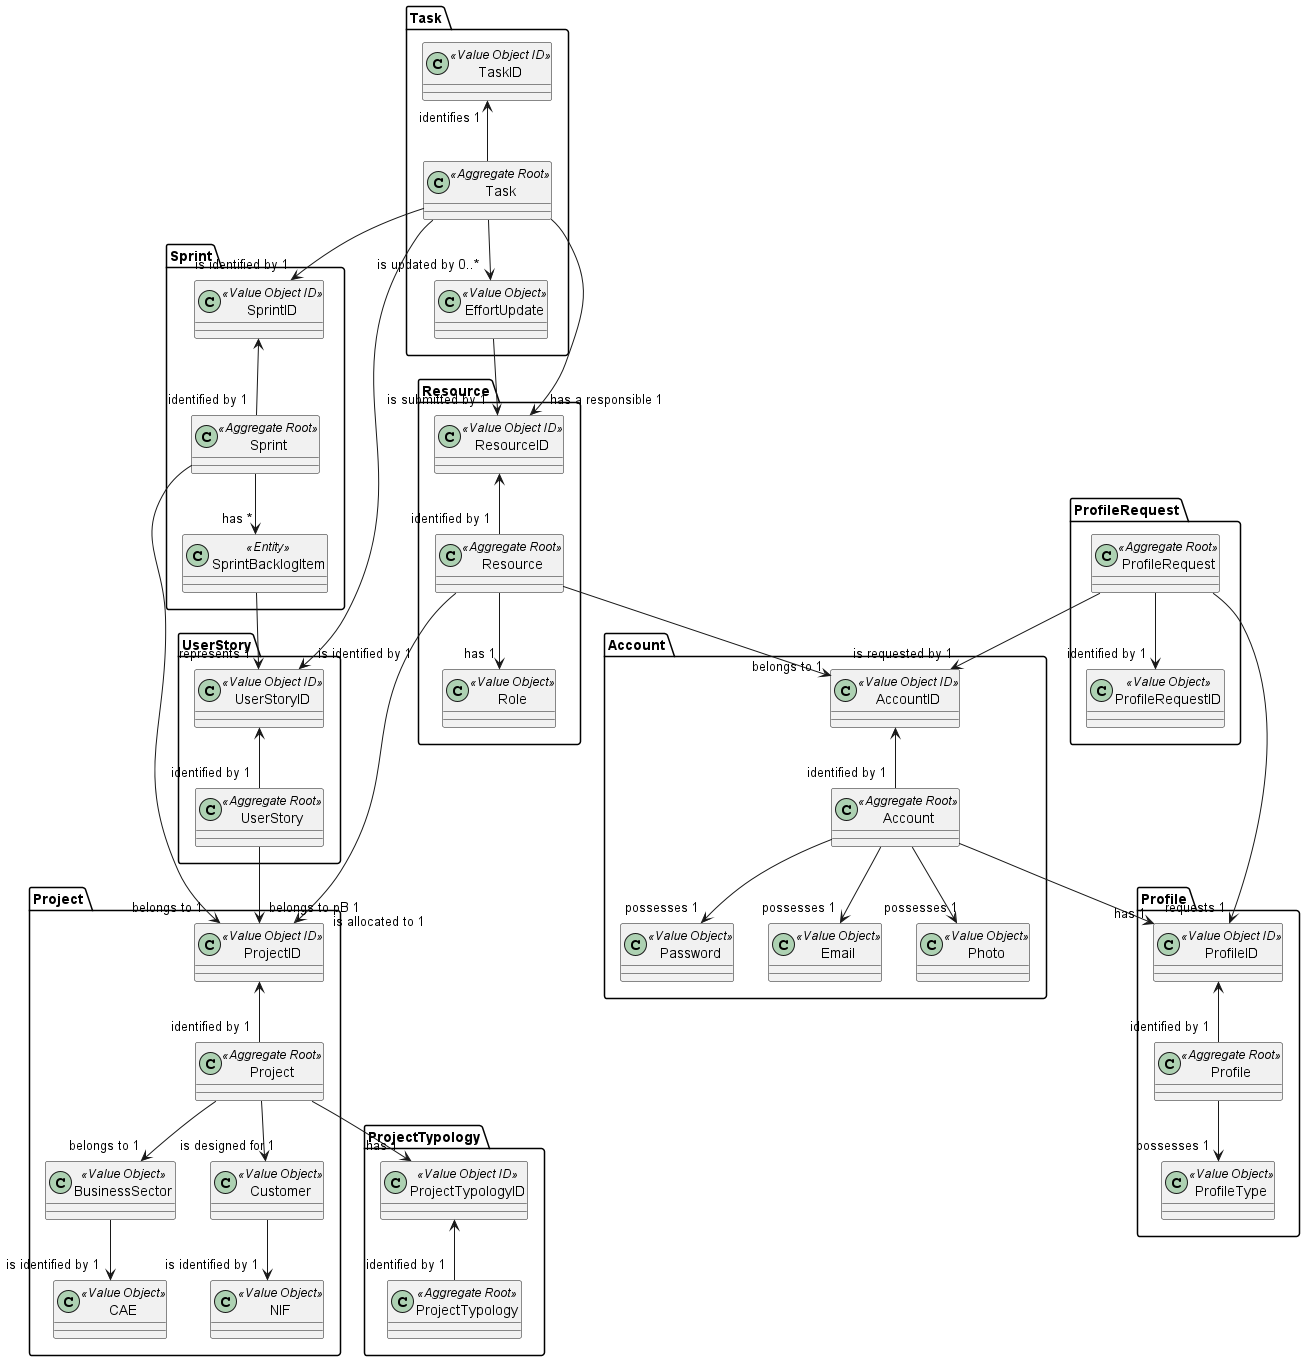 Task
C «Value Object ID»
TaskID
identifies 1
C «Aggregate Root»
Task
Sprint
is identified by 1
is updated by 0..*
C «Value Object ID»
SprintID
C «Value Object»
EffortUpdate
Resource
identified by 1
is submitted by 1
has a responsible 1
C «Aggregate Root»
Sprint
C «Value Object ID»
ResourceID
ProfileRequest
has *
identified by 1
C «Entity»
SprintBacklogItem
C «Aggregate Root»
Resource
C «Aggregate Root»
ProfileRequest
UserStory
Account
represents 1
is identified by 1
has 1
belongs to 1
is requested by 1
identified by 1
C «Value Object ID»
UserStoryID
C «Value Object»
Role
C «Value Object ID»
AccountID
C «Value Object»
ProfileRequestID
identified by 1
identified by 1
C «Aggregate Root»
UserStory
C «Aggregate Root»
Account
Project
Profile
belongs to 1
belongs to pB 1
is allocated to 1
possesses 1
possesses 1
possesses 1
has 1
requests 1
C «Value Object ID»
ProjectID
C «Value Object»
Password
C «Value Object»
Email
C «Value Object»
Photo
C «Value Object ID»
ProfileID
identified by 1
identified by 1
C «Aggregate Root»
Project
C «Aggregate Root»
Profile
ProjectTypology
belongs to 1
is designed for 1
has 1
possesses 1
C «Value Object»
BusinessSector
C «Value Object»
Customer
C «Value Object ID»
ProjectTypologyID
C «Value Object»
ProfileType
is identified by 1
is identified by 1
identified by 1
C «Value Object»
CAE
C «Value Object»
NIF
C «Aggregate Root»
ProjectTypology